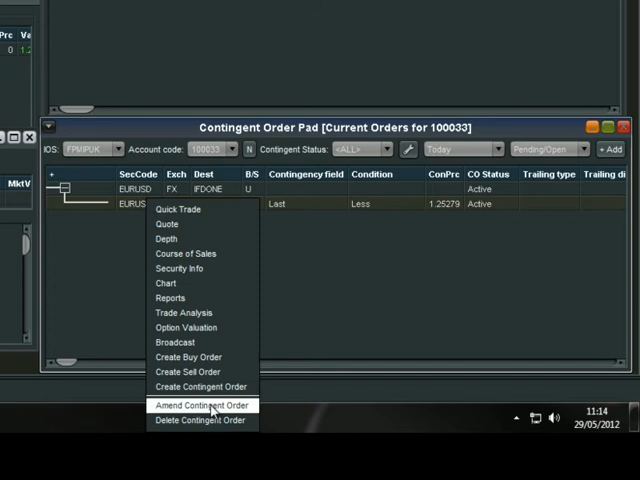 Prc Va
0 1.2
MktV
Contingent Order Pad [Current Orders for 100033]
IOS: FPMIPUK Account code: 100033 N Contingent Status: <ALL> Today Pending/Open + Add
+ SecCode Exch Dest B/S Contingency field Condition ConPrc CO Status Trailing type Trailing di
EURUSD FX IFDONE U Active
EURUS Last Less 1.25279 Active
Quick Trade
Quote
Depth
Course of Sales
Security Info
Chart
Reports
Trade Analysis
Option Valuation
Broadcast
Create Buy Order
Create Sell Order
Create Contingent Order
Amend Contingent Order
Delete Contingent Order
11:14
29/05/2012